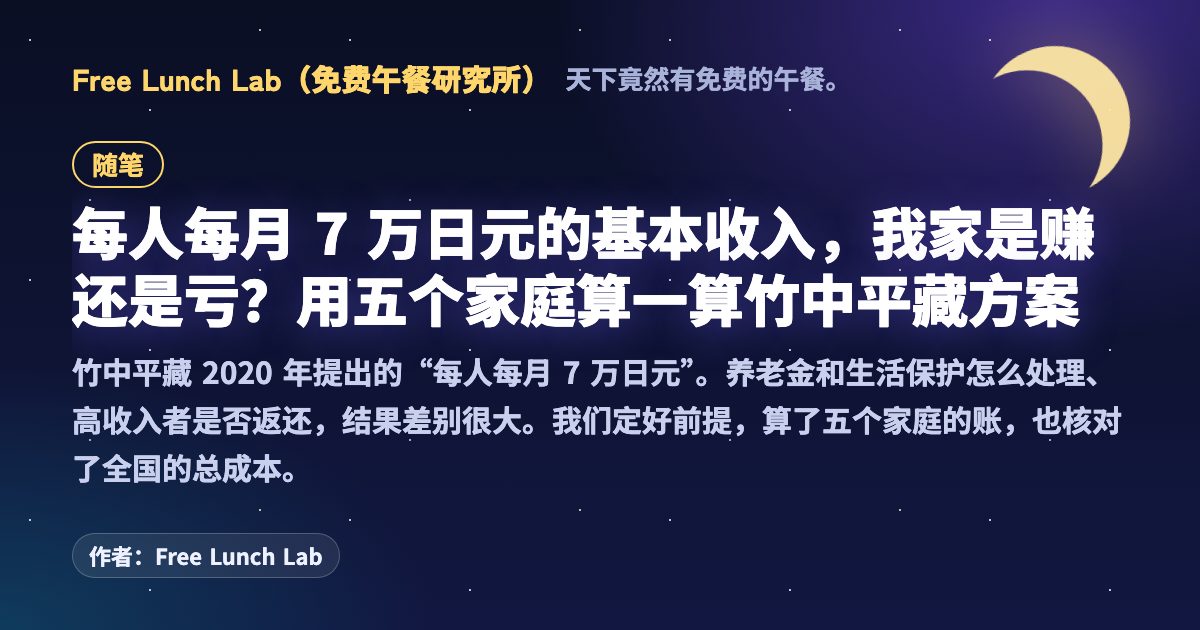 Free Lunch Lab（免费午餐研究所） 天下竟然有免费的午餐。
随笔
每人每月 7 万日元的基本收入，我家是赚
还是亏？用五个家庭算一算竹中平藏方案
竹中平藏 2020 年提出的“每人每月 7 万日元”。养老金和生活保护怎么处理、
高收入者是否返还，结果差别很大。我们定好前提，算了五个家庭的账，也核对
了全国的总成本。
作者：Free Lunch Lab